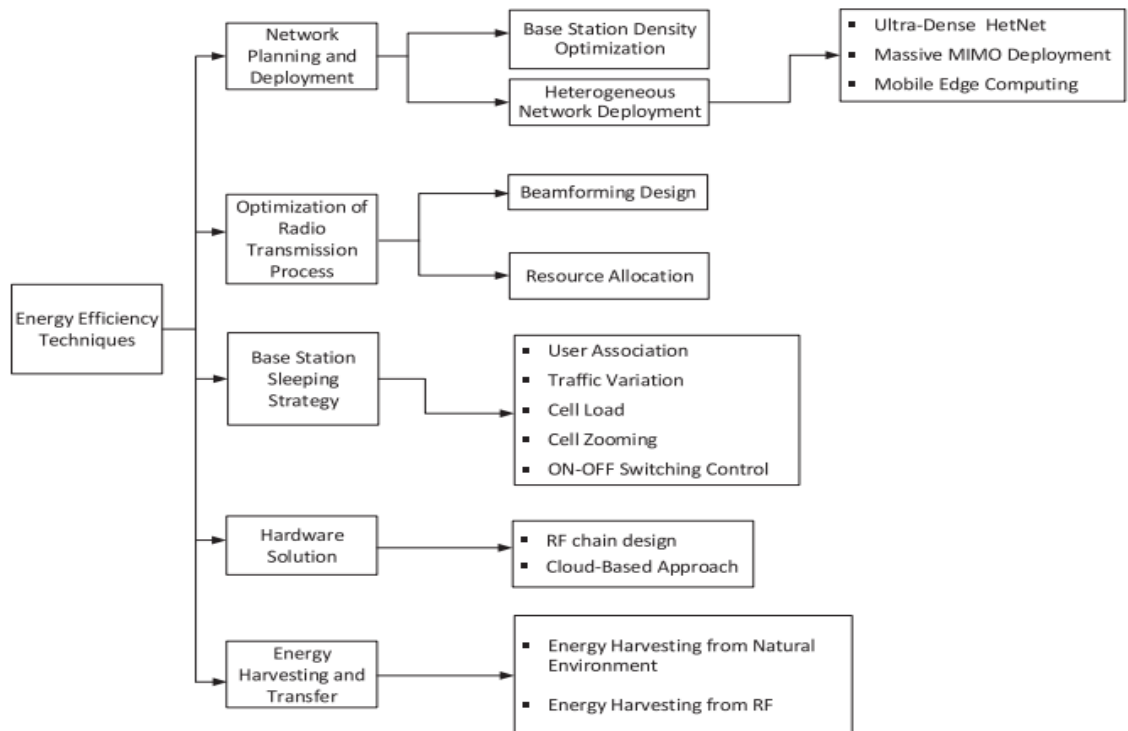 Energy Efficiency
Techniques
Network
Planning and
Deployment
Base Station Density
Optimization
Heterogeneous
Network Deployment
▪ Ultra-Dense HetNet
▪ Massive MIMO Deployment
▪ Mobile Edge Computing
Optimization of
Radio
Transmission
Process
Beamforming Design
Resource Allocation
Base Station
Sleeping
Strategy
▪ User Association
▪ Traffic Variation
▪ Cell Load
▪ Cell Zooming
▪ ON-OFF Switching Control
Hardware
Solution
▪ RF chain design
▪ Cloud-Based Approach
Energy
Harvesting and
Transfer
▪ Energy Harvesting from Natural
Environment
▪ Energy Harvesting from RF